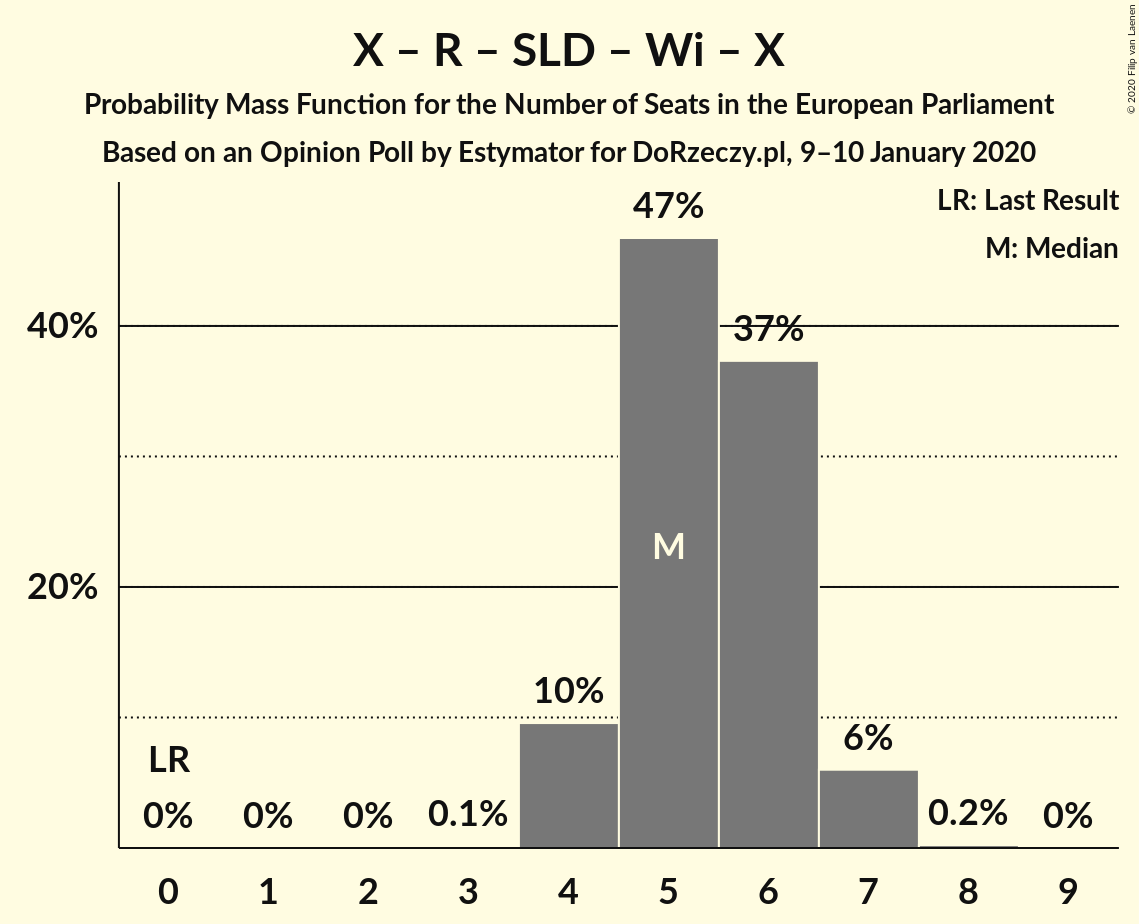 X – R – SLD – Wi – X
Probability Mass Function for the Number of Seats in the European Parliament
Based on an Opinion Poll by Estymator for DoRzeczy.pl, 9–10 January 2020
© 2020 Filip van Laenen
LR: Last Result
M: Median
47%
40%
37%
M
20%
10%
6%
LR
0%
0%
0%
0.1%
0.2%
0%
0 1 2 3 4 5 6 7 8 9